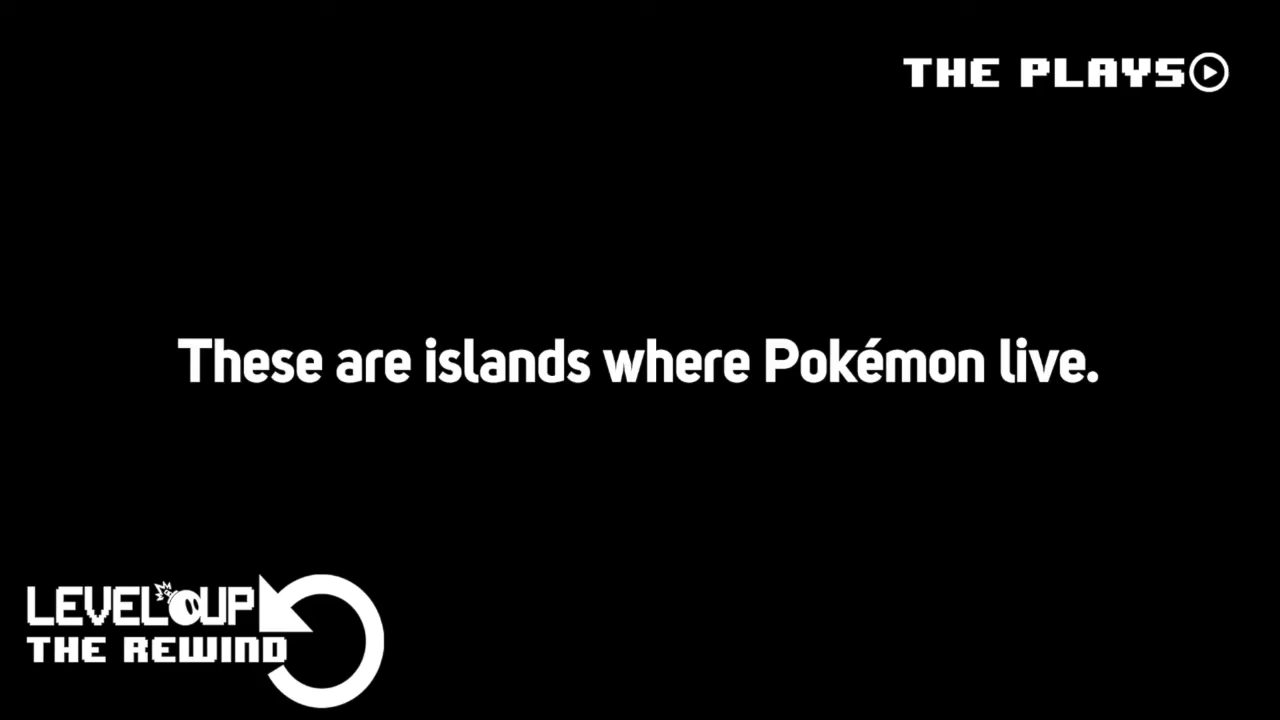 THE PLAYS
These are islands where Pokémon live.
LEVEL UP
THE REWIND